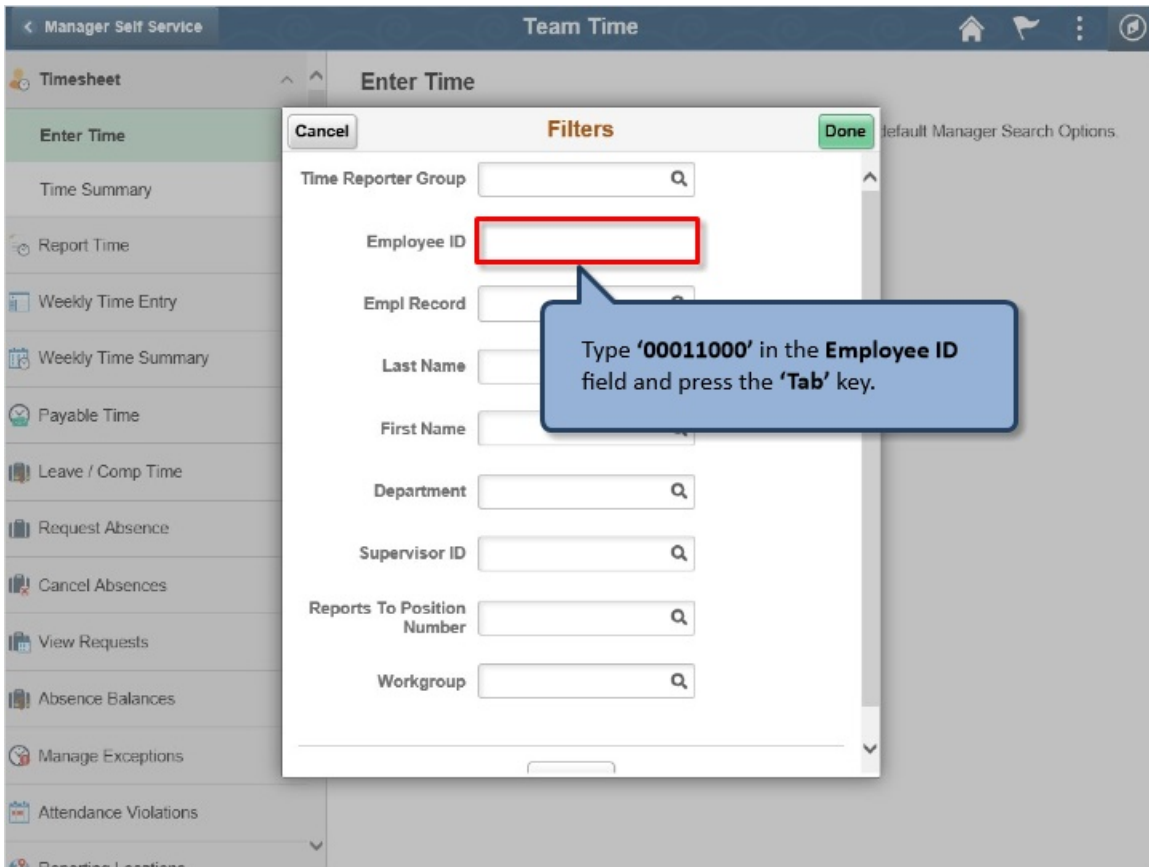 Manager Self Service
Team Time
Timesheet
Enter Time
Time Summary
Report Time
Weekly Time Entry
Weekly Time Summary
Payable Time
Leave / Comp Time
Request Absence
Cancel Absences
View Requests
Absence Balances
Manage Exceptions
Attendance Violations
Reporting Locations
Enter Time
default Manager Search Options.
Cancel
Filters
Done
Time Reporter Group
Employee ID
Empl Record
Last Name
First Name
Department
Supervisor ID
Reports To Position
Number
Workgroup
Type ‘00011000’ in the Employee ID
field and press the ‘Tab’ key.